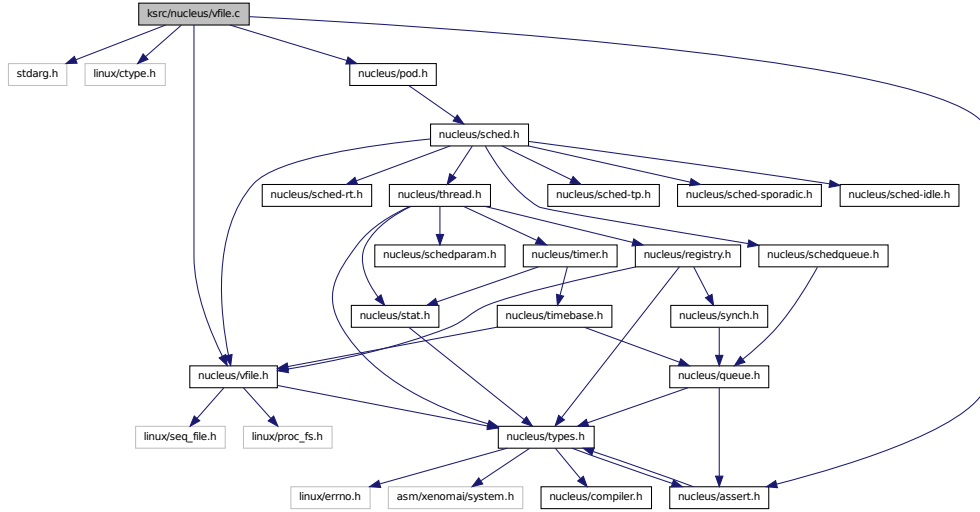 ksrc/nucleus/vfile.c
stdarg.h
linux/ctype.h
nucleus/pod.h
nucleus/sched.h
nucleus/sched-rt.h
nucleus/thread.h
nucleus/sched-tp.h
nucleus/sched-sporadic.h
nucleus/sched-idle.h
nucleus/schedparam.h
nucleus/timer.h
nucleus/registry.h
nucleus/schedqueue.h
nucleus/stat.h
nucleus/timebase.h
nucleus/synch.h
nucleus/vfile.h
nucleus/queue.h
linux/seq_file.h
linux/proc_fs.h
nucleus/types.h
linux/errno.h
asm/xenomai/system.h
nucleus/compiler.h
nucleus/assert.h